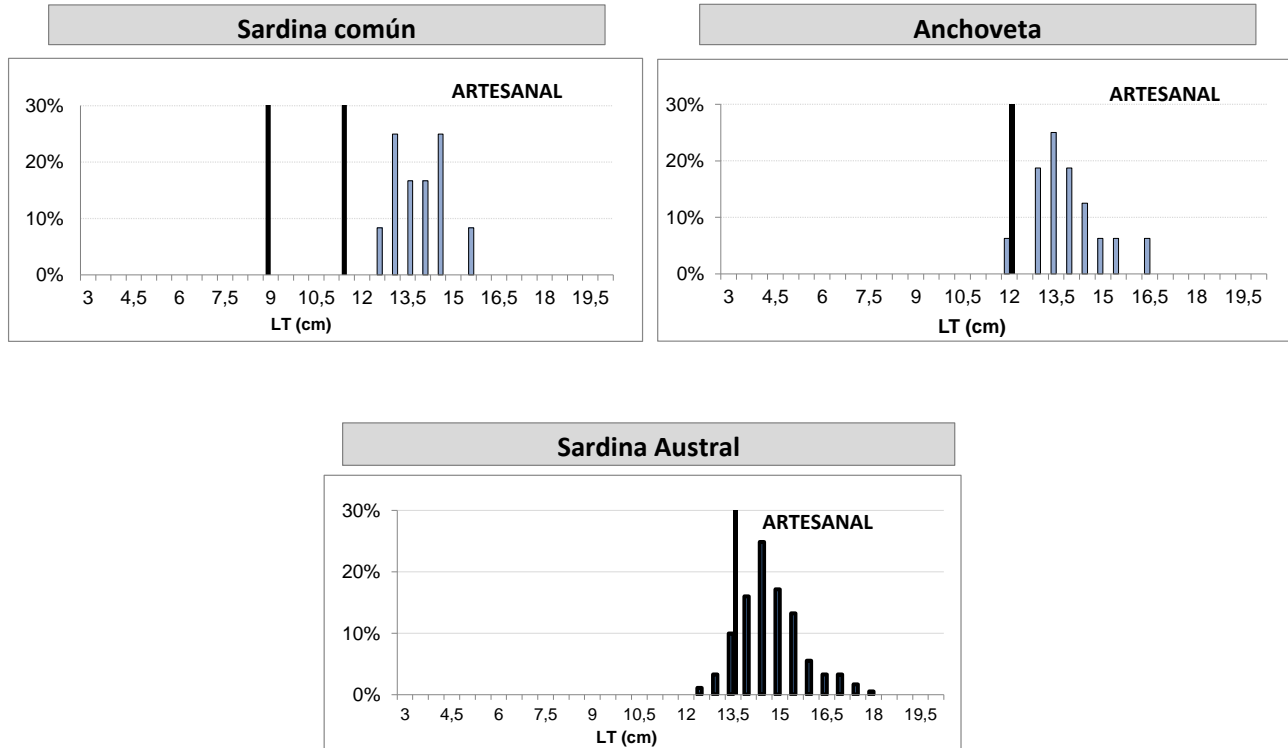 Sardina común
ARTESANAL
30%
20%
10%
0%
3 4,5 6 7,5 9 10,5 12 13,5 15 16,5 18 19,5
LT (cm)
Anchoveta
ARTESANAL
30%
20%
10%
0%
3 4,5 6 7,5 9 10,5 12 13,5 15 16,5 18 19,5
LT (cm)
Sardina Austral
ARTESANAL
30%
20%
10%
0%
3 4,5 6 7,5 9 10,5 12 13,5 15 16,5 18 19,5
LT (cm)